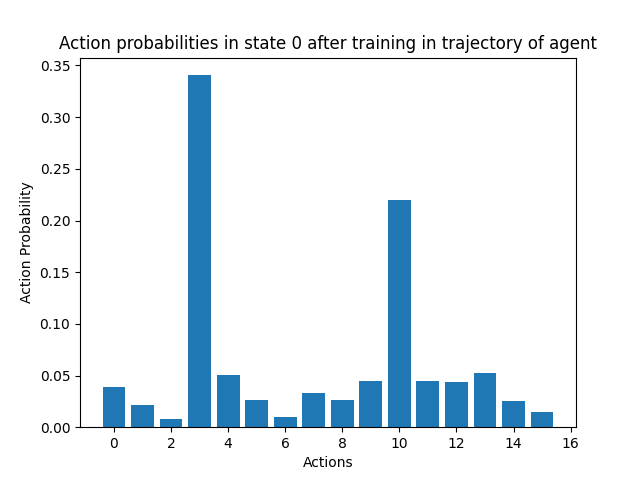 Action probabilities in state 0 after training in trajectory of agent
0.35
0.30
0.25
0.20
0.15
0.10
0.05
0.00
Action Probability
0 2 4 6 8 10 12 14 16
Actions